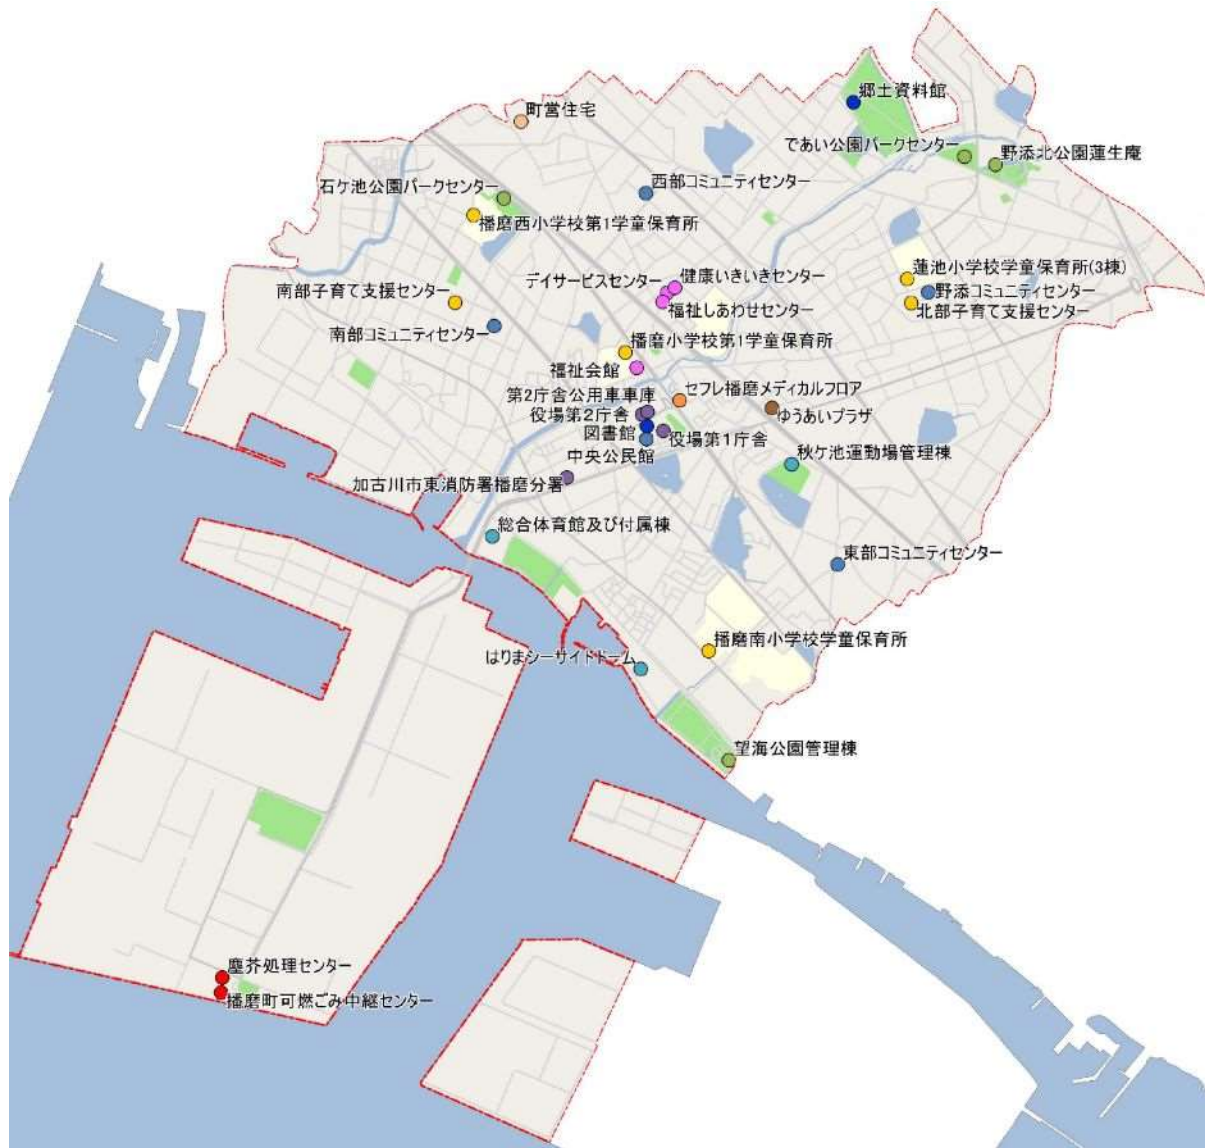 郷土資料館
町営住宅
であい公園パークセンター
野添北公園蓮生庵
石ケ池公園パークセンター
西部コミュニティセンター
播磨西小学校第1学童保育所
蓮池小学校学童保育所(3棟)
デイサービスセンター
健康いきいきセンター
南部子育て支援センター
野添コミュニティセンター
福祉しあわせセンター
北部子育て支援センター
南部コミュニティセンター
播磨小学校第1学童保育所
福祉会館
第2庁舎公用車車庫
セフレ播磨メディカルフロア
役場第2庁舎
ゆうあいプラザ
図書館
役場第1庁舎
中央公民館
秋ケ池運動場管理棟
加古川市東消防署播磨分署
総合体育館及び付属棟
東部コミュニティセンター
播磨南小学校学童保育所
はりまシーサイドドーム
望海公園管理棟
塵芥処理センター
播磨町可燃ごみ中継センター